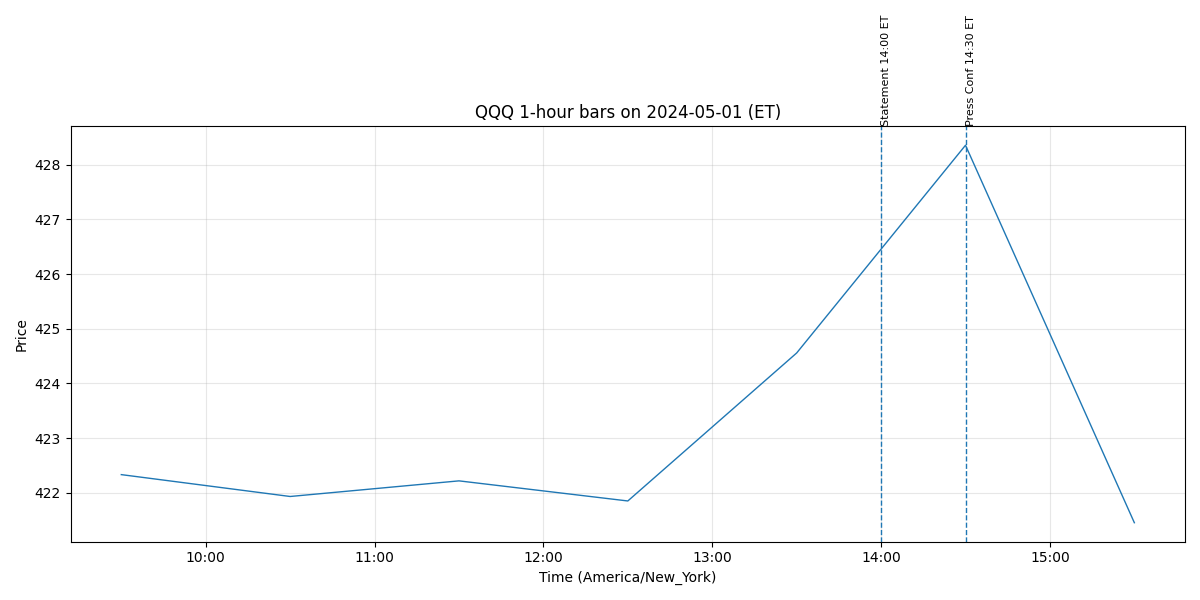 Statement 14:00 ET
Press Conf 14:30 ET
QQQ 1-hour bars on 2024-05-01 (ET)
Price
428
427
426
425
424
423
422
10:00
11:00
12:00
13:00
14:00
15:00
Time (America/New_York)